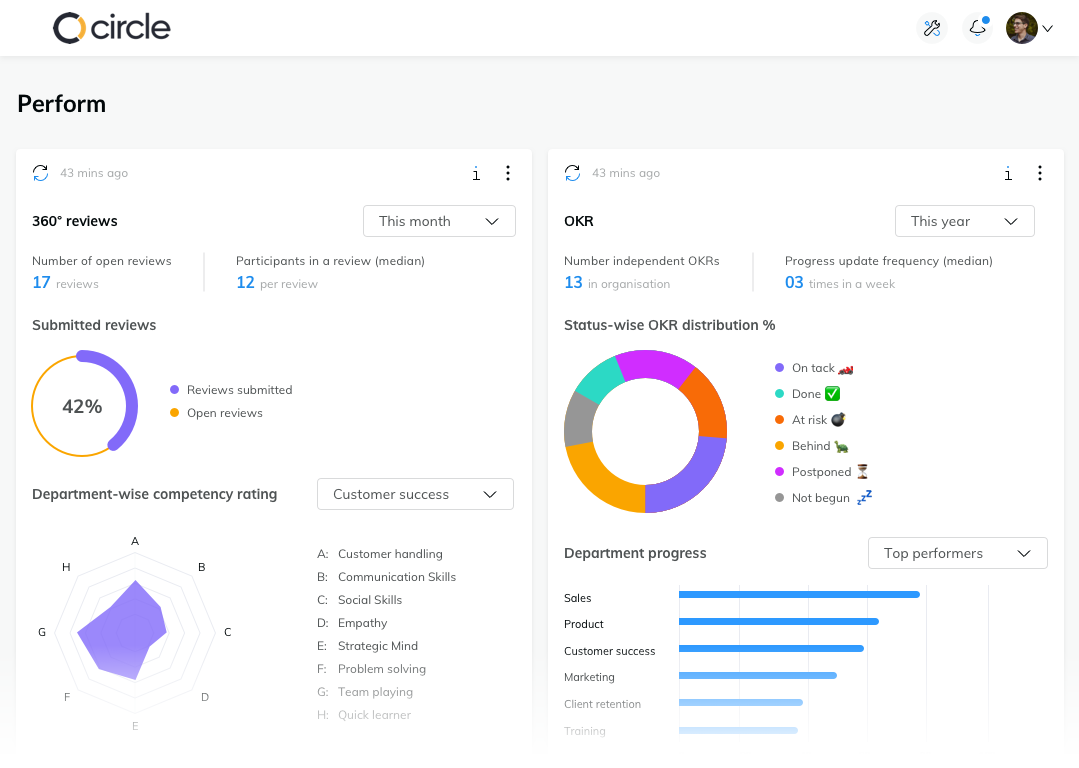 circle
Perform
43 mins ago
i
360° reviews
This month
Number of open reviews
17 reviews
Participants in a review (median)
12 per review
Submitted reviews
42%
Reviews submitted
Open reviews
Department-wise competency rating
Customer success
A
B
C
D
E
F
G
H
A: Customer handling
B: Communication Skills
C: Social Skills
D: Empathy
E: Strategic Mind
F: Problem solving
G: Team playing
H: Quick learner
43 mins ago
i
OKR
This year
Number independent OKRs
13 in organisation
Progress update frequency (median)
03 times in a week
Status-wise OKR distribution %
On tack 🏎️
Done ✅
At risk 💣
Behind 🐢
Postponed ⏳
Not begun 💤
Department progress
Top performers
Sales
Product
Customer success
Marketing
Client retention
Training